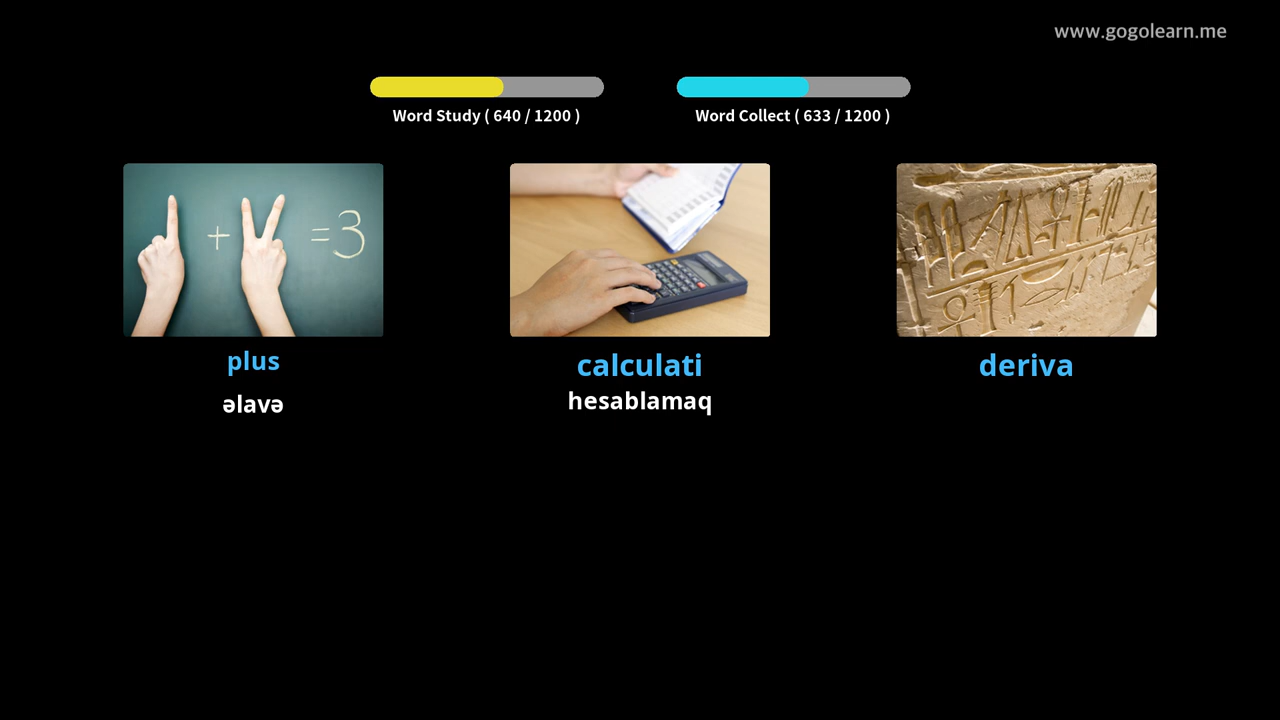 www.gogolearn.me
Word Study ( 640 / 1200 )
Word Collect ( 633 / 1200 )
+ =3
plus
calculati
deriva
əlavə
hesablamaq